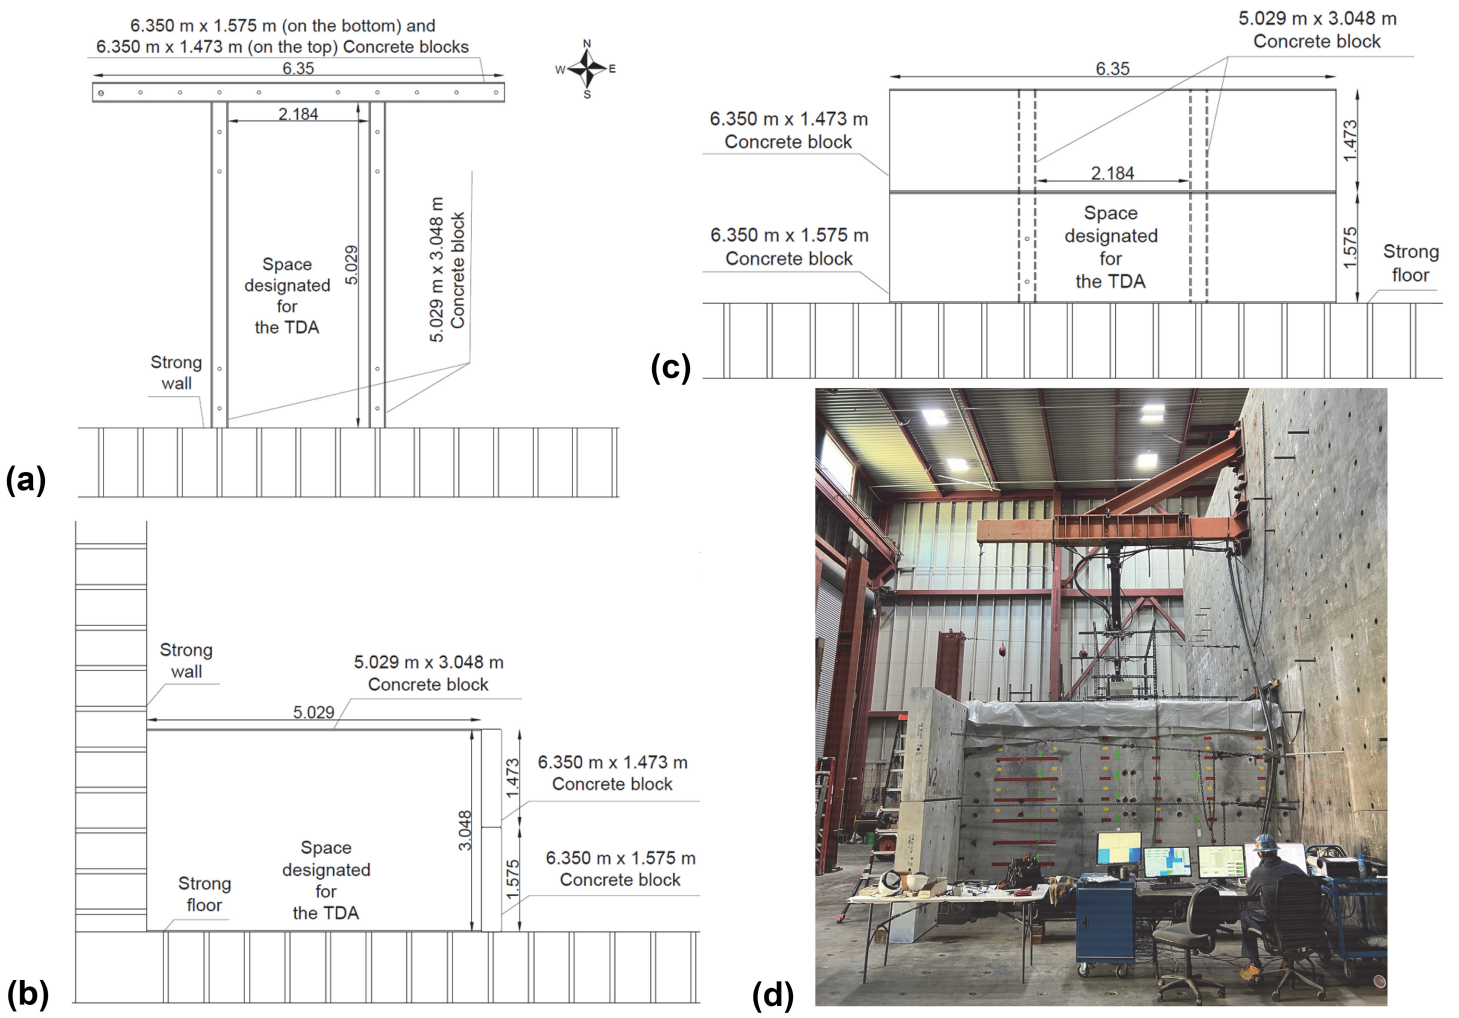 6.350 m x 1.575 m (on the bottom) and
6.350 m x 1.473 m (on the top) Concrete blocks
6.35
N
W
E
S
2.184
5.029
5.029 m x 3.048 m
Concrete block
Space
designated
for
the TDA
Strong
wall
(a)
5.029 m x 3.048 m
Concrete block
6.35
6.350 m x 1.473 m
Concrete block
1.473
2.184
6.350 m x 1.575 m
Concrete block
Space
designated
for
the TDA
1.575
Strong
floor
(c)
Strong
wall
5.029 m x 3.048 m
Concrete block
5.029
1.473
6.350 m x 1.473 m
Concrete block
3.048
Space
designated
for
the TDA
1.575
6.350 m x 1.575 m
Concrete block
Strong
floor
(b)
(d)